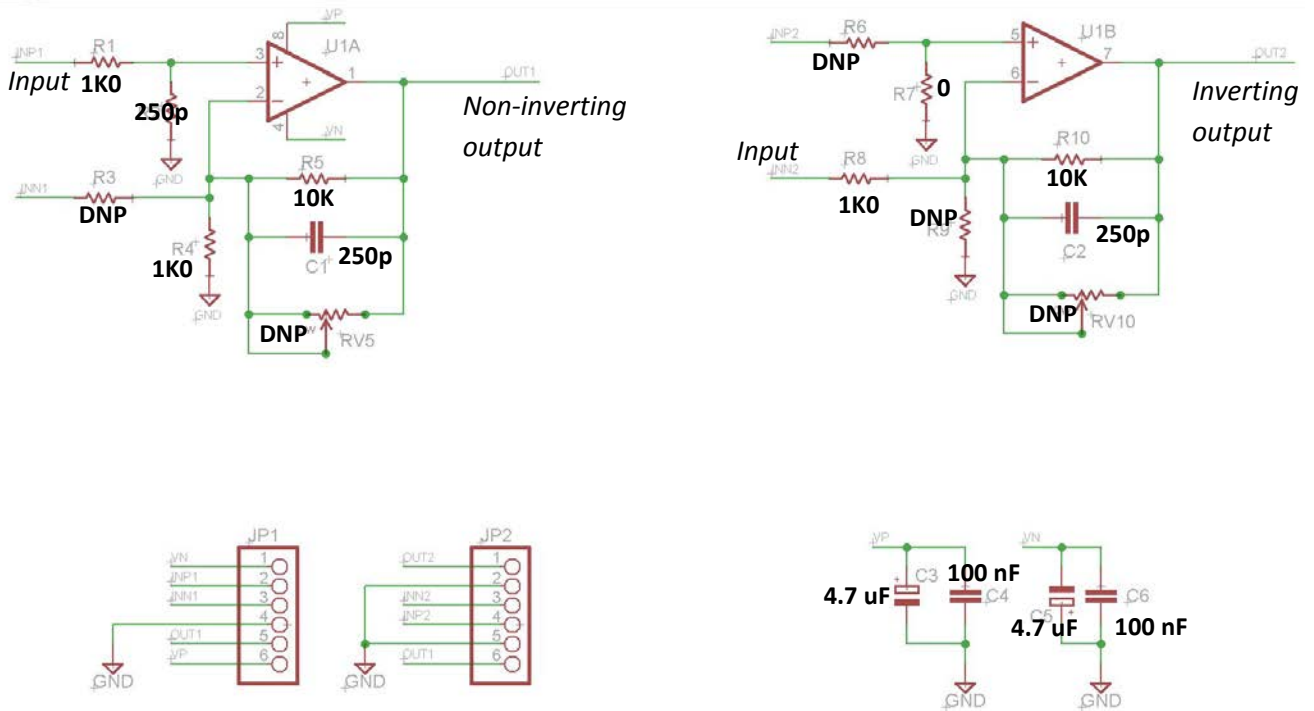 VP
INP1
R1
8
U1A
Input 1K0
3
1
OUT1
2
250p
4
VN
GND
Non-inverting
output
INN1
R3
DNP
R5
10K
R4
1K0
C1
250p
GND
DNP
RV5
INP2
R6
DNP
U1B
5
7
OUT2
6
R7
0
Inverting
output
GND
Input
INN2
R8
1K0
R10
10K
DNP
R9
C2
250p
GND
DNP
RV10
JP1
VN
1
INP1
2
INN1
3
4
OUT1
5
VP
6
GND
JP2
OUT2
1
2
INN2
3
INP2
4
5
OUT1
6
GND
VP
C3
4.7 uF
100 nF
C4
GND
VN
C5
4.7 uF
C6
100 nF
GND